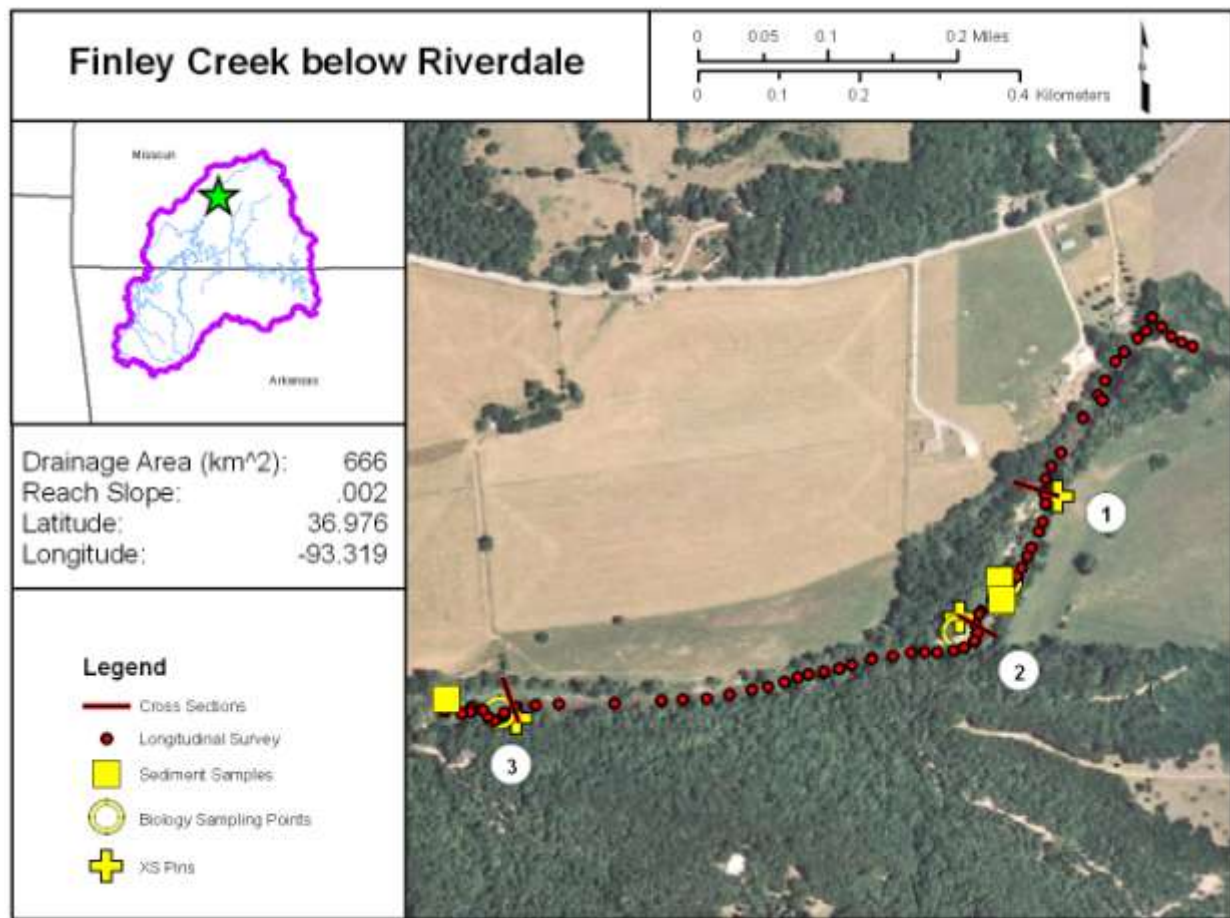 Finley Creek below Riverdale
0 0.05 0.1 0.2 Miles
0 0.1 0.2 0.4 Kilometers
Missouri
Arkansas
Drainage Area (km^2): 666
Reach Slope: .002
Latitude: 36.976
Longitude: -93.319
Legend
Cross Sections
Longitudinal Survey
Sediment Samples
Biology Sampling Points
XS Pins
1
2
3